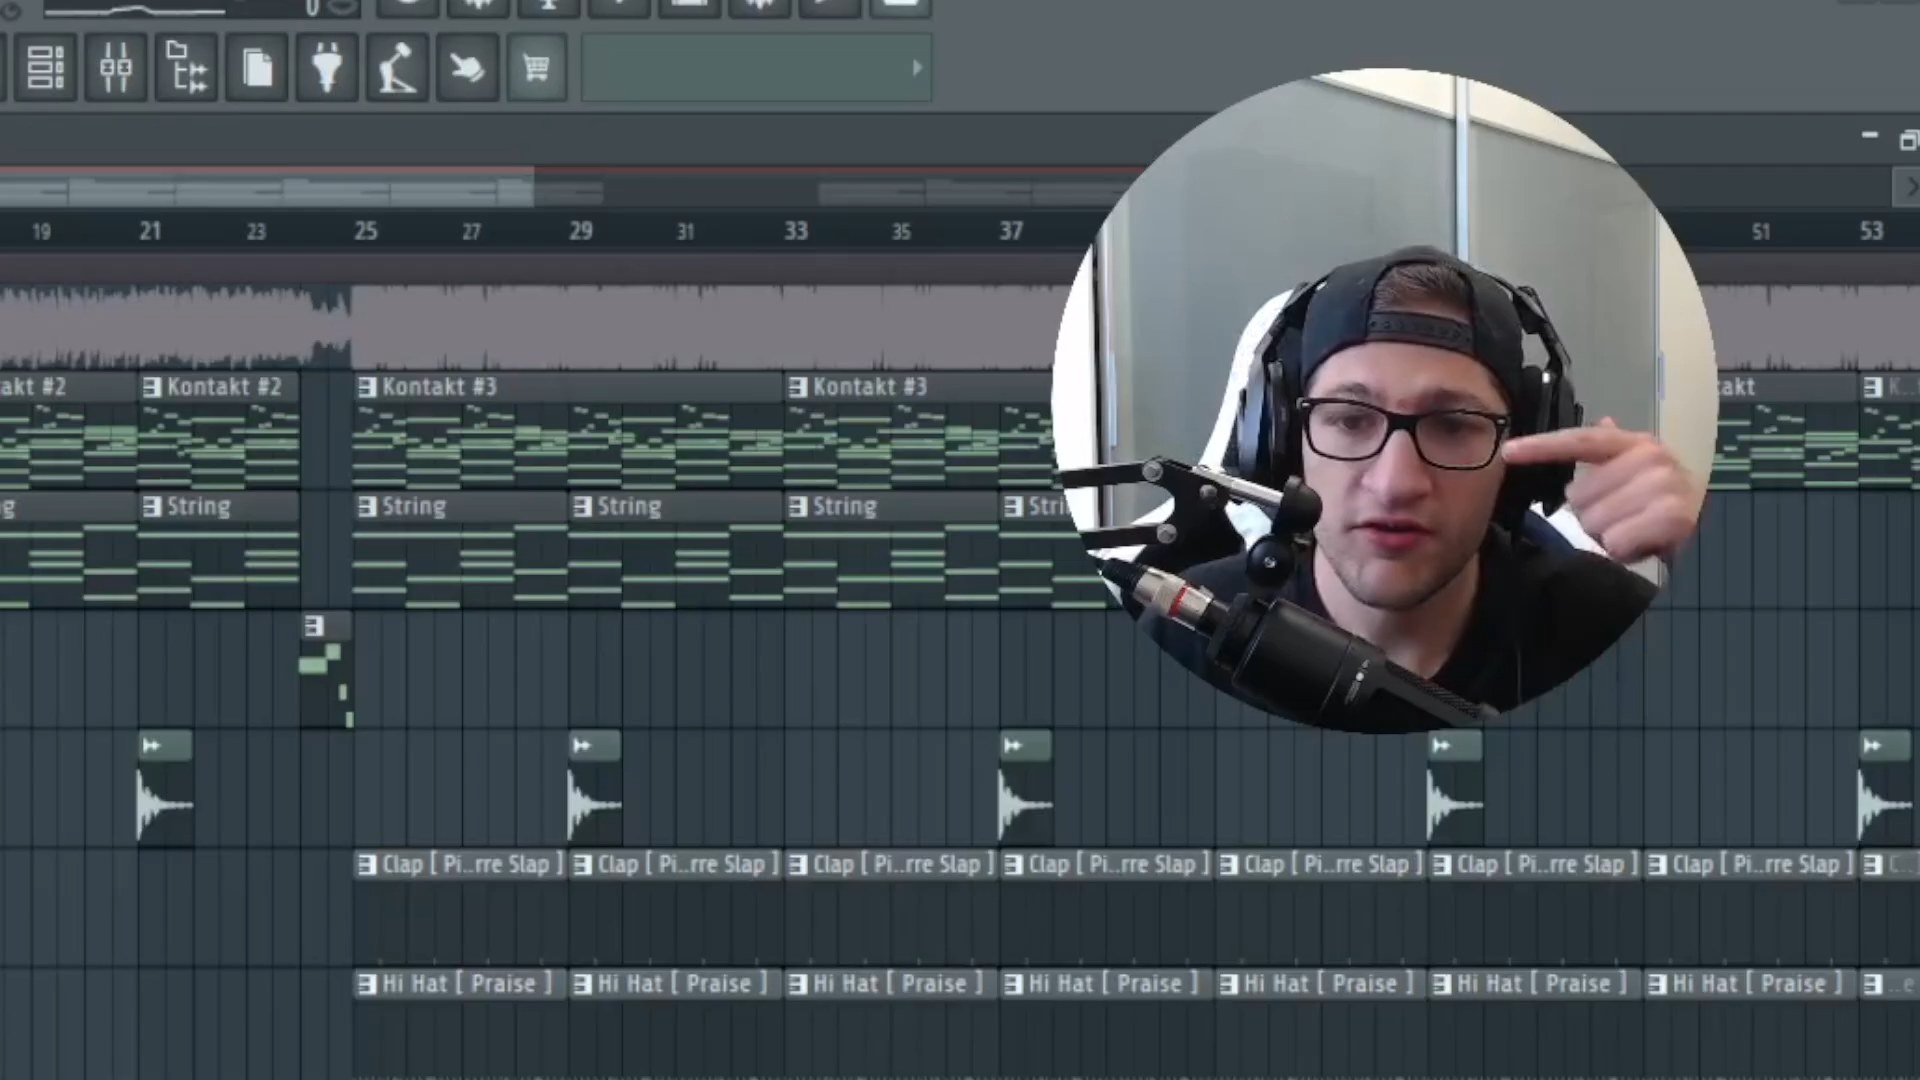 19 21 23 25 27 29 31 33 35 37 51 53
akt #2 Kontakt #2 Kontakt #3 Kontakt #3 takt K..
g String String String String Stri
Clap [ Pi..rre Slap ] Clap [ Pi..rre Slap ] Clap [ Pi..rre Slap ] Clap [ Pi..rre Slap ] Clap [ Pi..rre Slap ] Clap [ Pi..rre Slap ] Clap [ Pi..rre Slap ] C..
Hi Hat [ Praise ] Hi Hat [ Praise ] Hi Hat [ Praise ] Hi Hat [ Praise ] Hi Hat [ Praise ] Hi Hat [ Praise ] Hi Hat [ Praise ] ..e